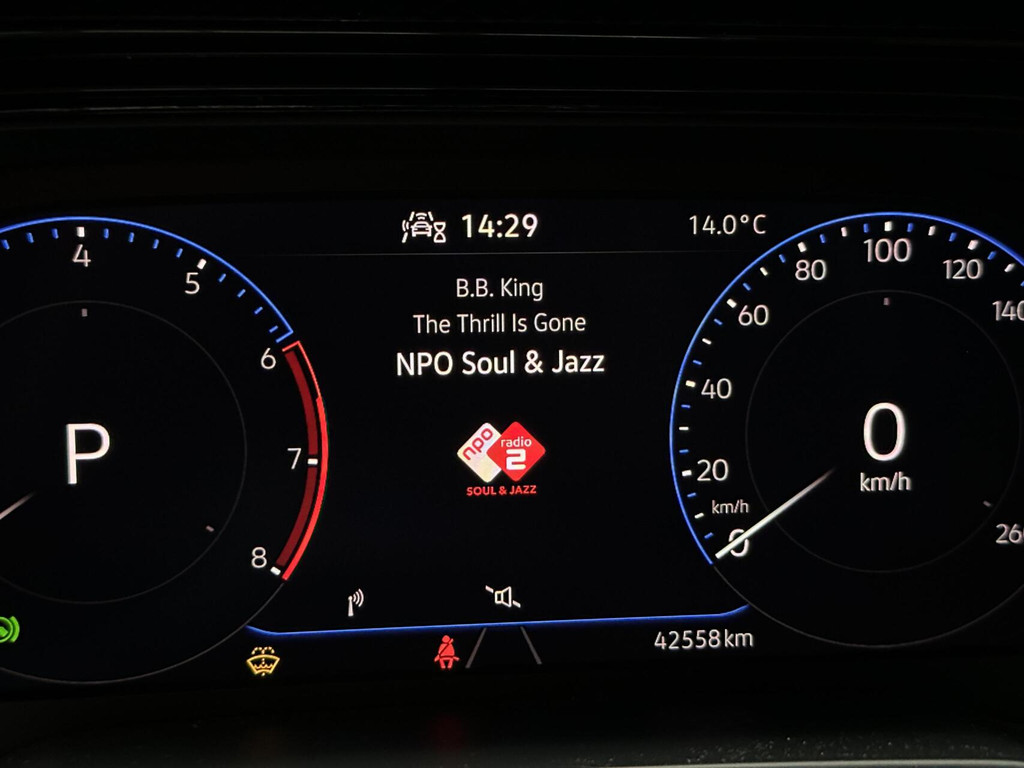 14:29
14.0°C
B.B. King
The Thrill Is Gone
NPO Soul & Jazz
npo
radio
2
SOUL & JAZZ
4
5
6
7
8
P
0
20
40
60
80
100
120
140
260
km/h
0
km/h
42558km